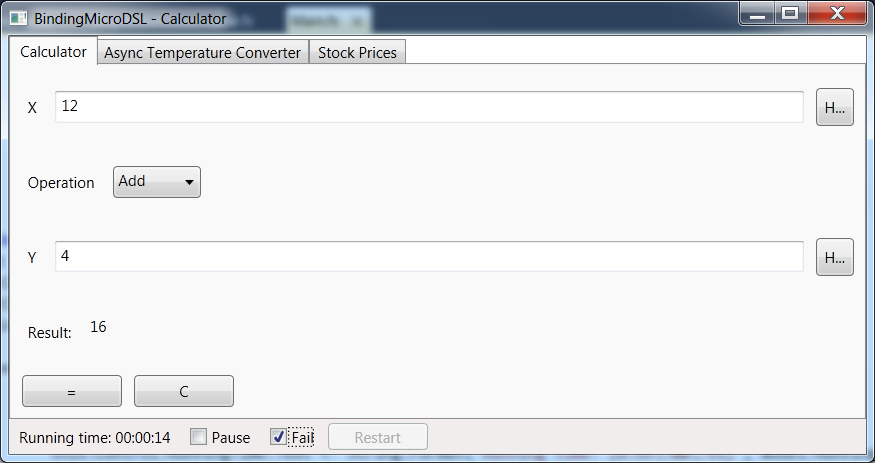 BindingMicroDSL - Calculator
Calculator Async Temperature Converter Stock Prices
X 12 H...
Operation Add
Y 4 H...
Result: 16
= C
Running time: 00:00:14 Pause Fail Restart